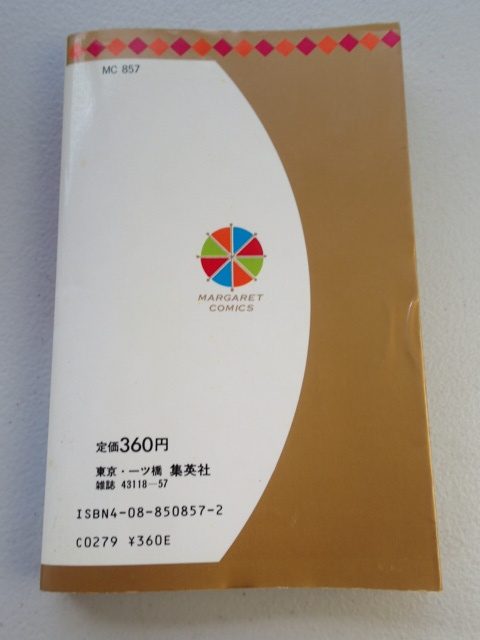 MC 857
MARGARET
COMICS
定価360円
東京・一ツ橋 集英社
雑誌 43118-57
ISBN4-08-850857-2
C0279 ¥360E